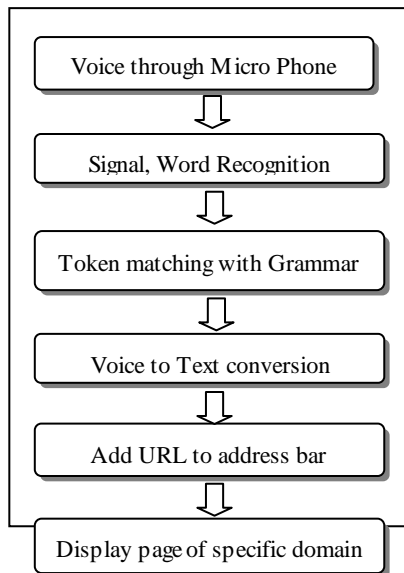 Voice through Micro Phone
Signal, Word Recognition
Token matching with Grammar
Voice to Text conversion
Add URL to address bar
Display page of specific domain